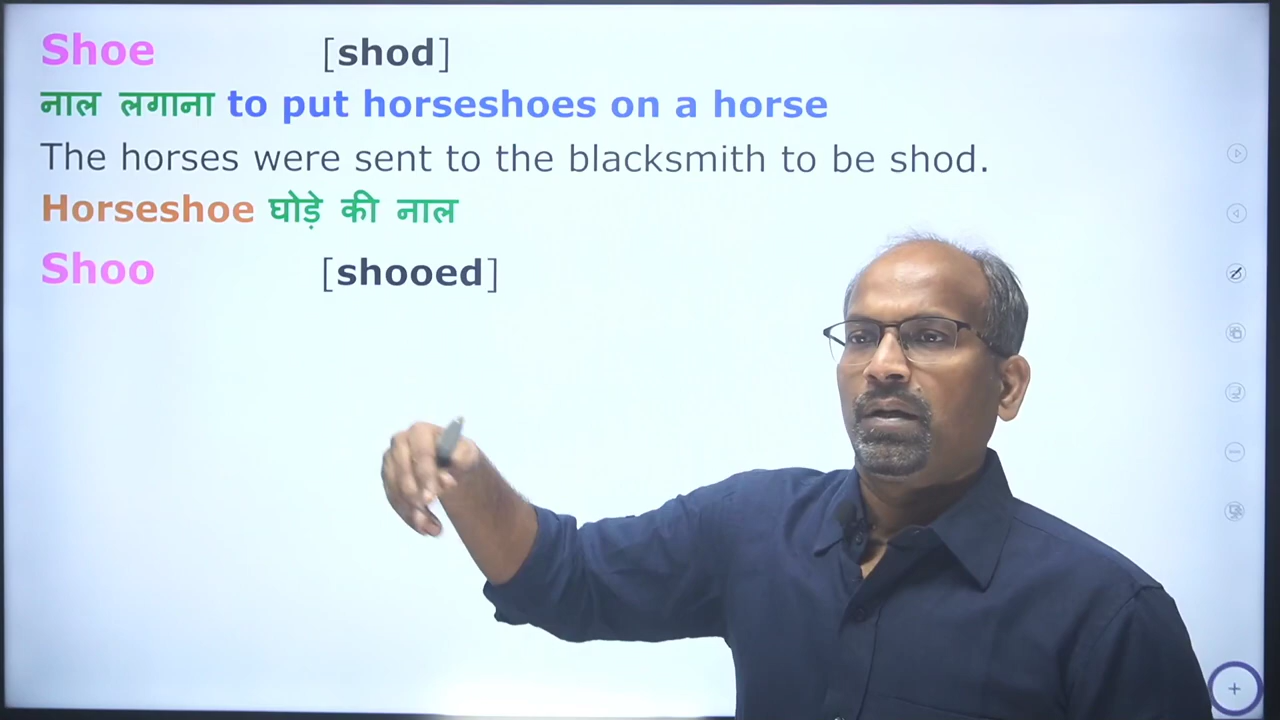 Shoe [shod]
नाल लगाना to put horseshoes on a horse
The horses were sent to the blacksmith to be shod.
Horseshoe घोड़े की नाल
Shoo [shooed]